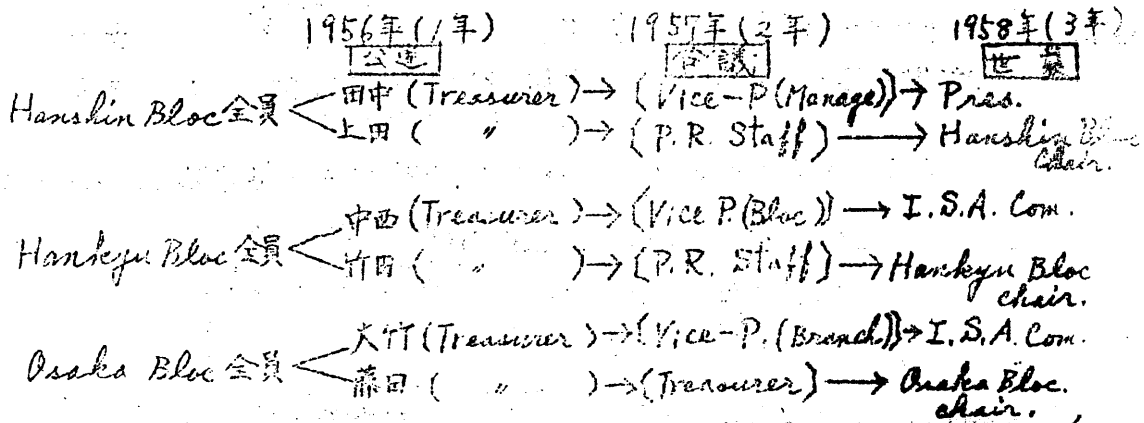 1956年(1年) 1957年(2年) 1958年(3年)
公選 合議 世襲
Hanshin Bloc全員 田中 (Treasurer) → (Vice-P (Manage)) → Pres.
上田 ( 〃 ) → (P.R. Staff) → Hanshin Bloc
chair.
Hankyu Bloc全員 中西 (Treasurer) → (Vice P. (Bloc)) → I.S.A. Com.
竹田 ( 〃 ) → (P.R. Staff) → Hankyu Bloc
chair.
Osaka Bloc全員 大竹 (Treasurer) → (Vice-P. (Branch)) → I.S.A. Com.
藤田 ( 〃 ) → (Treasurer) → Osaka Bloc.
chair.